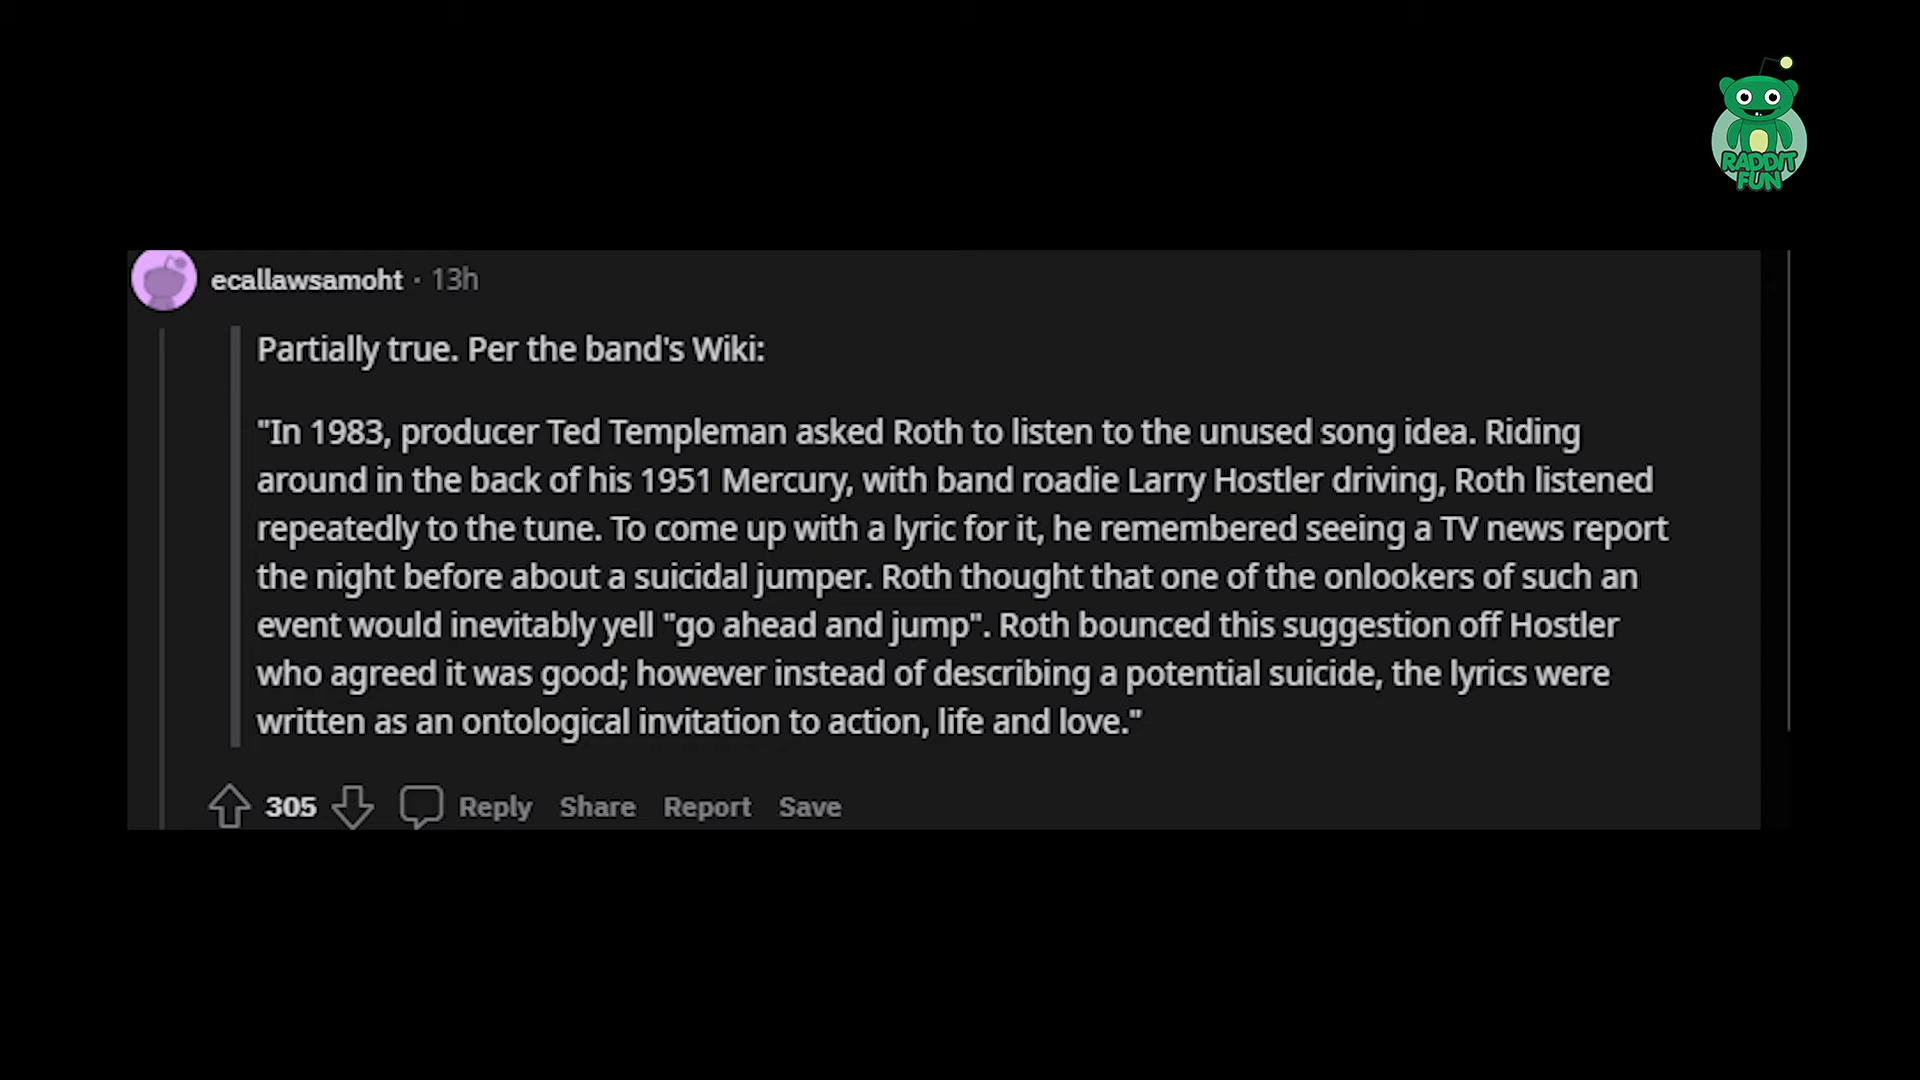 RADDIT
FUN
ecallawsamoht · 13h
Partially true. Per the band's Wiki:
"In 1983, producer Ted Templeman asked Roth to listen to the unused song idea. Riding
around in the back of his 1951 Mercury, with band roadie Larry Hostler driving, Roth listened
repeatedly to the tune. To come up with a lyric for it, he remembered seeing a TV news report
the night before about a suicidal jumper. Roth thought that one of the onlookers of such an
event would inevitably yell "go ahead and jump". Roth bounced this suggestion off Hostler
who agreed it was good; however instead of describing a potential suicide, the lyrics were
written as an ontological invitation to action, life and love."
305 Reply Share Report Save